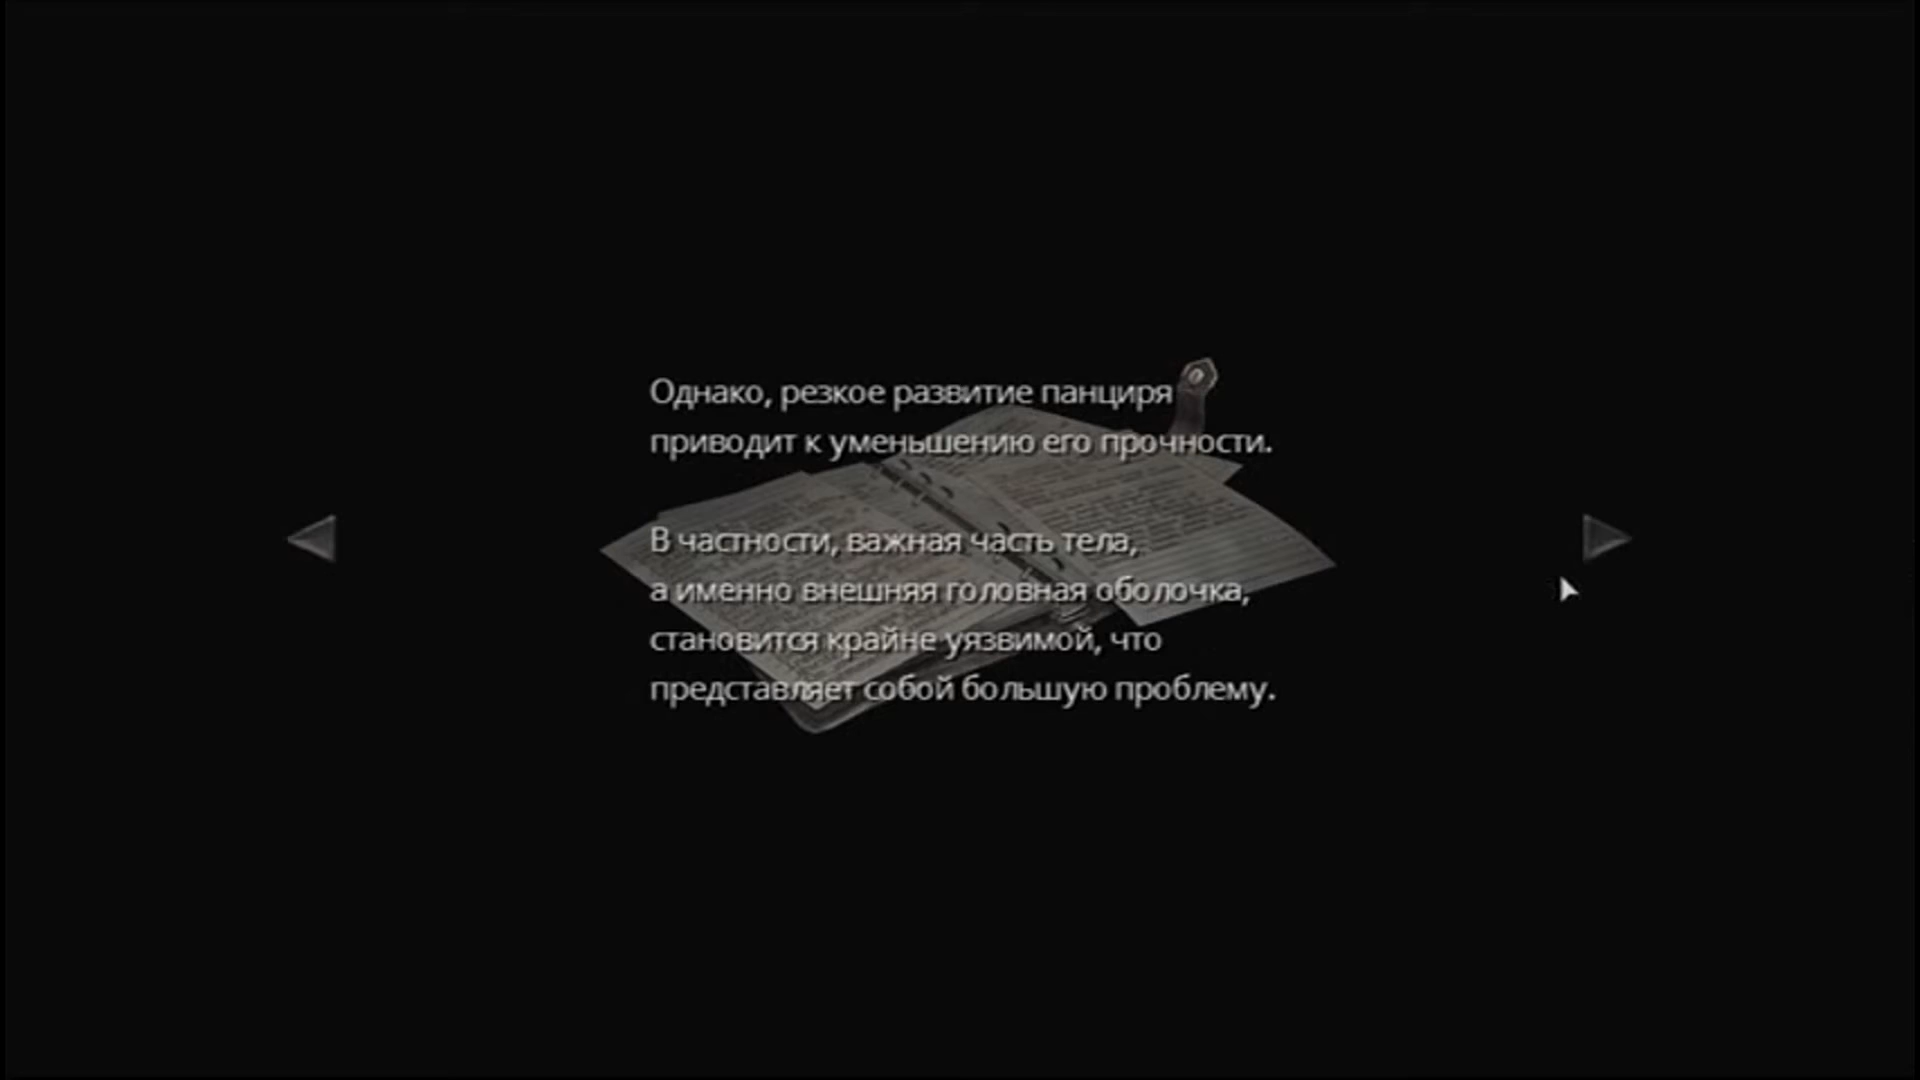 Однако, резкое развитие панциря
приводит к уменьшению его прочности.
В частности, важная часть тела,
а именно внешняя головная оболочка,
становится крайне уязвимой, что
представляет собой большую проблему.